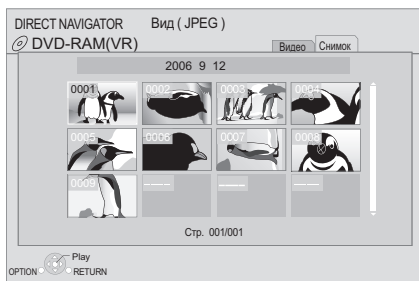 DIRECT NAVIGATOR Вид ( JPEG )
DVD-RAM(VR)
Видео Снимок
2006 9 12
0001 0002 0003 0004
0005 0006 0007 0008
0009 ---- ---- ----
Стр. 001/001
Play
OPTION RETURN